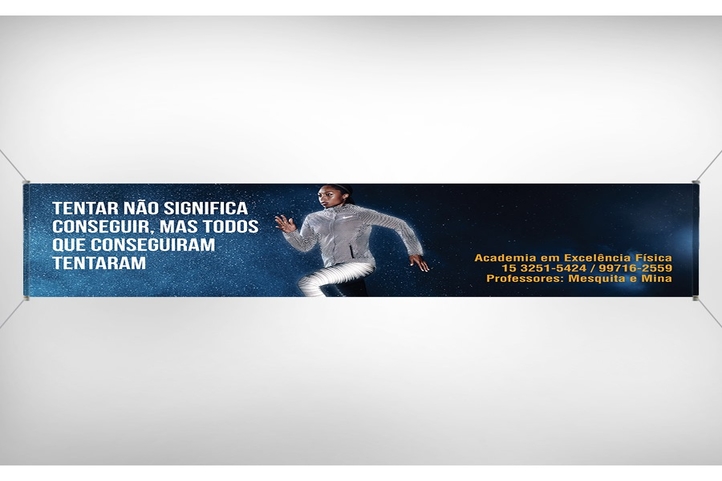 TENTAR NÃO SIGNIFICA
CONSEGUIR, MAS TODOS
QUE CONSEGUIRAM
TENTARAM
Academia em Excelência Física
15 3251-5424 / 99716-2559
Professores: Mesquita e Mina